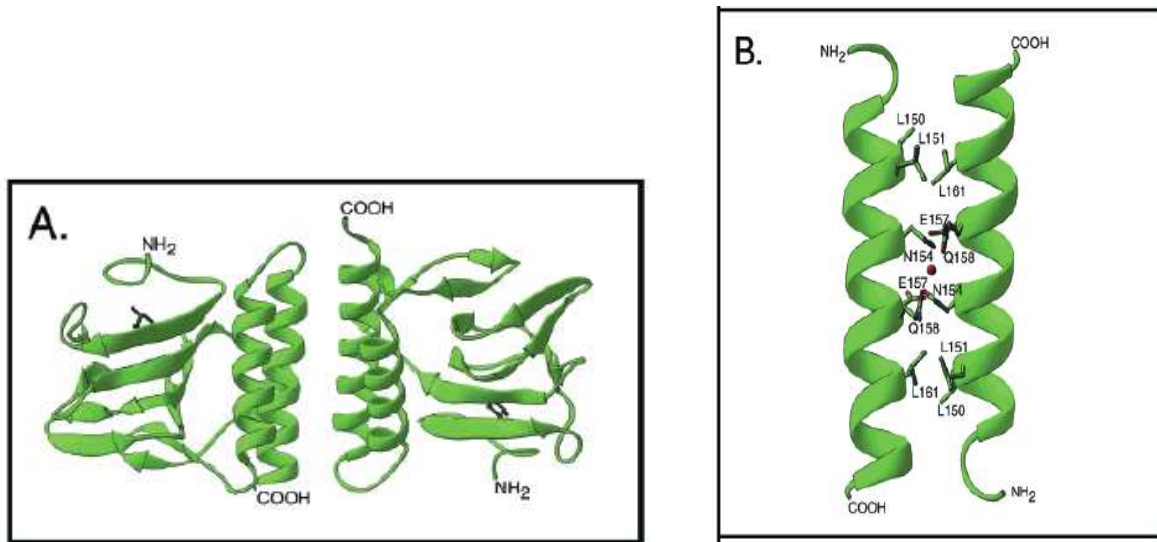 A.
NH2
COOH
COOH
NH2
B.
NH2
COOH
L150
L151
L161
E157
N154
Q158
E157
N154
Q158
L151
L161
L150
COOH
NH2